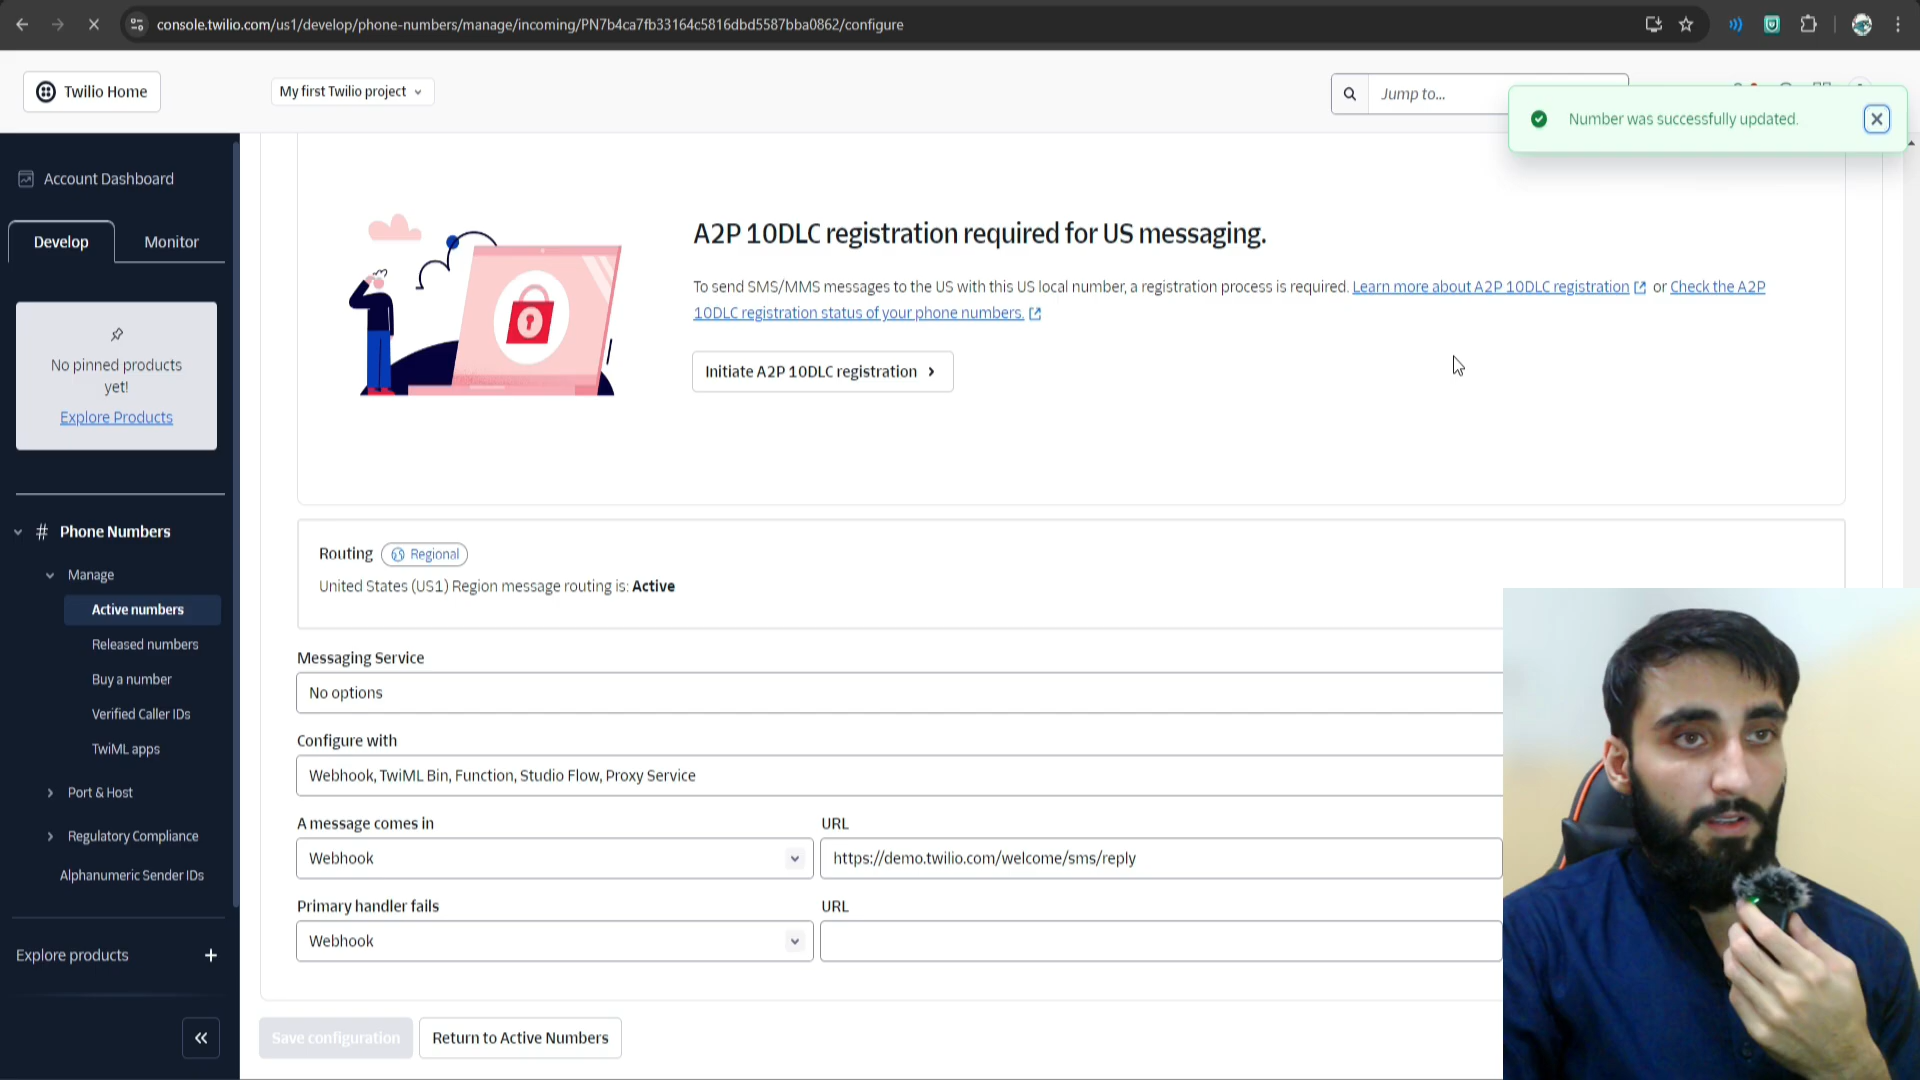 console.twilio.com/us1/develop/phone-numbers/manage/incoming/PN7b4ca7fb33164c5816dbd5587bba0862/configure
Twilio Home
My first Twilio project
Jump to...
Number was successfully updated.
Account Dashboard
Develop
Monitor
No pinned products
yet!
Explore Products
Phone Numbers
Manage
Active numbers
Released numbers
Buy a number
Verified Caller IDs
TwiML apps
Port & Host
Regulatory Compliance
Alphanumeric Sender IDs
Explore products
A2P 10DLC registration required for US messaging.
To send SMS/MMS messages to the US with this US local number, a registration process is required. Learn more about A2P 10DLC registration or Check the A2P
10DLC registration status of your phone numbers.
Initiate A2P 10DLC registration
Routing Regional
United States (US1) Region message routing is: Active
Messaging Service
No options
Configure with
Webhook, TwiML Bin, Function, Studio Flow, Proxy Service
A message comes in
URL
Webhook
https://demo.twilio.com/welcome/sms/reply
Primary handler fails
URL
Webhook
Save configuration
Return to Active Numbers